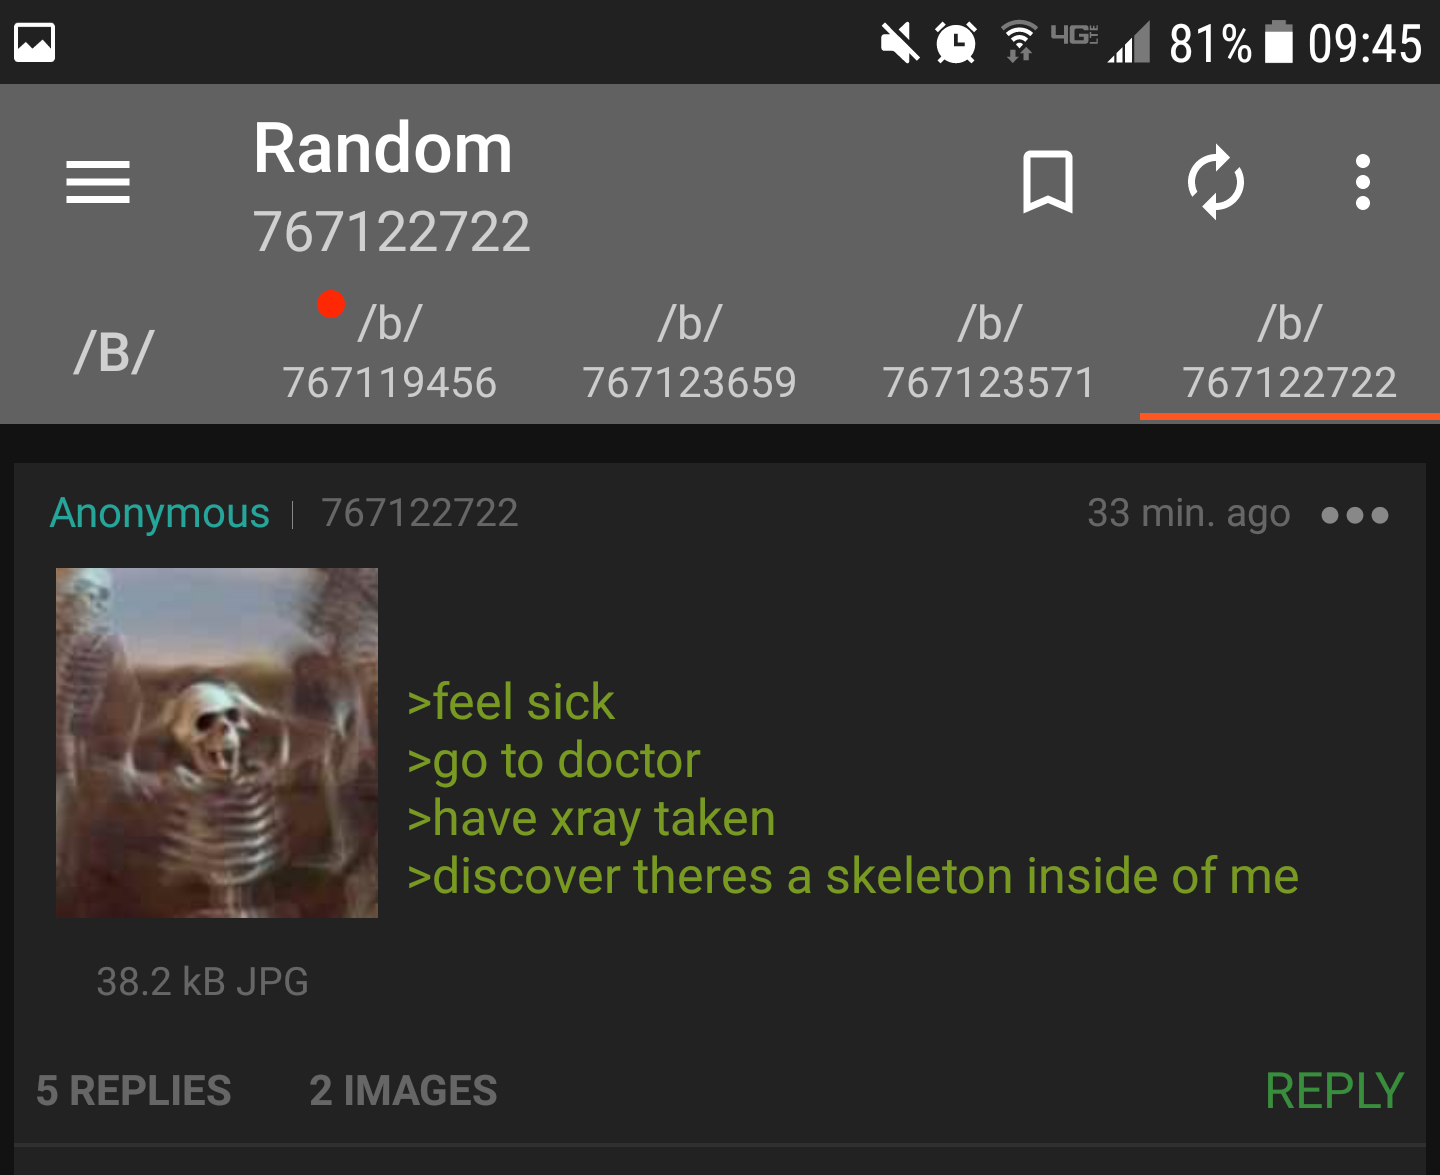 81% 09:45
Random
767122722
/B/
/b/
767119456
/b/
767123659
/b/
767123571
/b/
767122722
Anonymous | 767122722 33 min. ago
>feel sick
>go to doctor
>have xray taken
>discover theres a skeleton inside of me
38.2 kB JPG
5 REPLIES 2 IMAGES REPLY